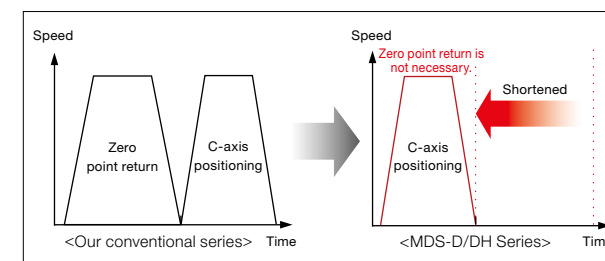 Speed
Zero
point return
C-axis
positioning
<Our conventional series>
Time
Speed
Zero point return is
not necessary.
Shortened
C-axis
positioning
<MDS-D/DH Series>
Tim